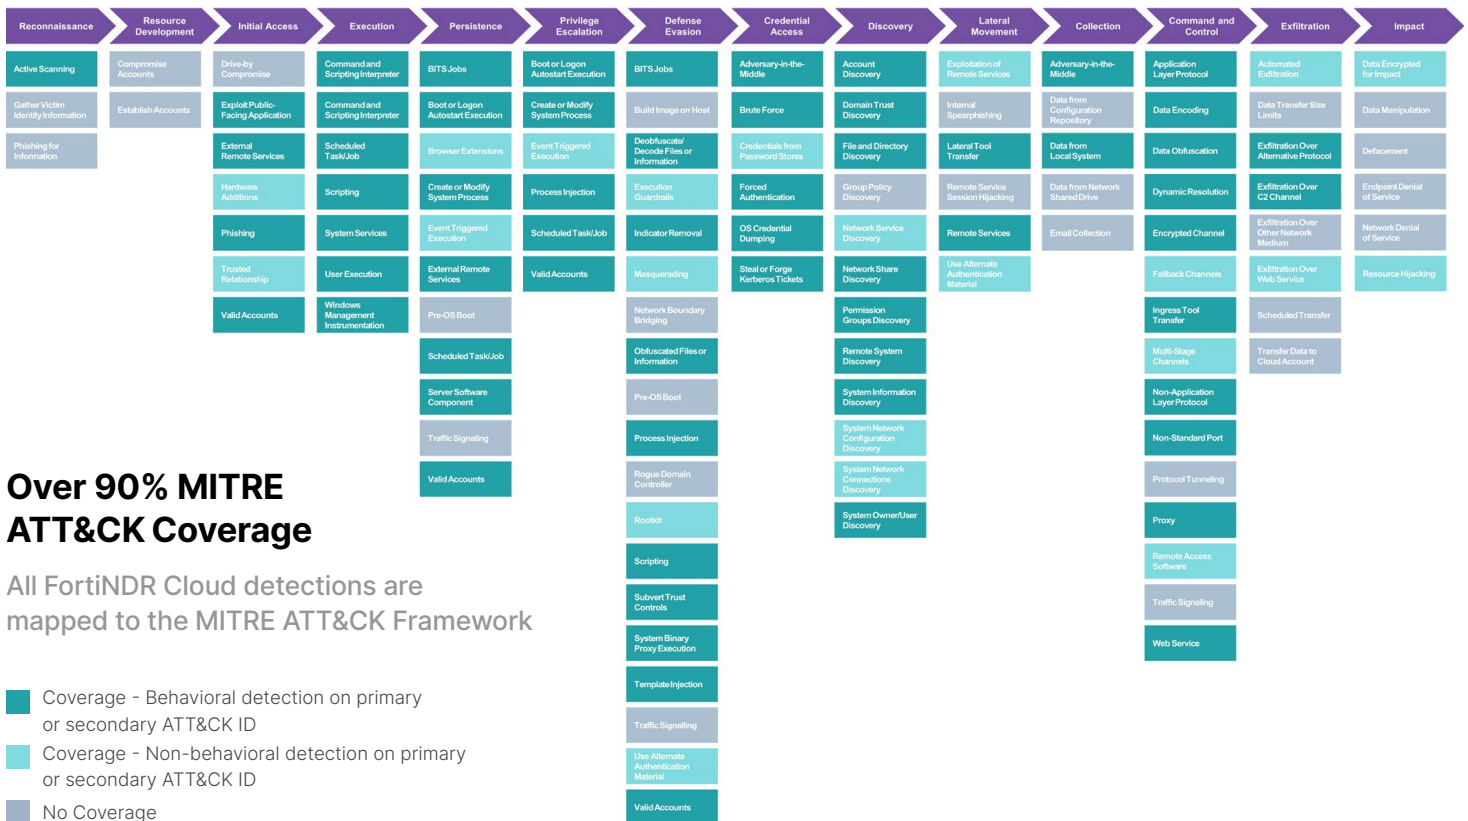 Reconnaissance
Resource
Development
Initial Access
Execution
Persistence
Privilege
Escalation
Defense
Evasion
Credential
Access
Discovery
Lateral
Movement
Collection
Command and
Control
Exfiltration
Impact
Active Scanning
Gather Victim
Identity Information
Phishing for
Information
Compromise
Accounts
Establish Accounts
Drive-by
Compromise
Exploit Public-
Facing Application
External
Remote Services
Hardware
Additions
Phishing
Trusted
Relationship
Valid Accounts
Command and
Scripting Interpreter
Command and
Scripting Interpreter
Scheduled
Task/Job
Scripting
System Services
User Execution
Windows
Management
Instrumentation
BITS Jobs
Boot or Logon
Autostart Execution
Browser Extensions
Create or Modify
System Process
Event Triggered
Execution
External Remote
Services
Pre-OS Boot
Scheduled Task/Job
Server Software
Component
Traffic Signaling
Valid Accounts
Boot or Logon
Autostart Execution
Create or Modify
System Process
Event Triggered
Execution
Process Injection
Scheduled Task/Job
Valid Accounts
BITS Jobs
Build Image on Host
Deobfuscate/
Decode Files or
Information
Execution
Guardrails
Indicator Removal
Masquerading
Network Boundary
Bridging
Obfuscated Files or
Information
Pre-OS Boot
Process Injection
Rogue Domain
Controller
Rootkit
Scripting
Subvert Trust
Controls
System Binary
Proxy Execution
Template Injection
Traffic Signalling
Use Alternate
Authentication
Material
Valid Accounts
Adversary-in-the-
Middle
Brute Force
Credentials from
Password Stores
Forced
Authentication
OS Credential
Dumping
Steal or Forge
Kerberos Tickets
Account
Discovery
Domain Trust
Discovery
File and Directory
Discovery
Group Policy
Discovery
Network Service
Discovery
Network Share
Discovery
Permission
Groups Discovery
Remote System
Discovery
System Information
Discovery
System Network
Configuration
Discovery
System Network
Connections
Discovery
System Owner/User
Discovery
Exploitation of
Remote Services
Internal
Spearphishing
Lateral Tool
Transfer
Remote Service
Session Hijacking
Remote Services
Use Alternate
Authentication
Material
Adversary-in-the-
Middle
Data from
Configuration
Repository
Data from
Local System
Data from Network
Shared Drive
Email Collection
Application
Layer Protocol
Data Encoding
Data Obfuscation
Dynamic Resolution
Encrypted Channel
Fallback Channels
Ingress Tool
Transfer
Multi-Stage
Channels
Non-Application
Layer Protocol
Non-Standard Port
Protocol Tunneling
Proxy
Remote Access
Software
Traffic Signaling
Web Service
Automated
Exfiltration
Data Transfer Size
Limits
Exfiltration Over
Alternative Protocol
Exfiltration Over
C2 Channel
Exfiltration Over
Other Network
Medium
Exfiltration Over
Web Service
Scheduled Transfer
Transfer Data to
Cloud Account
Data Encrypted
for Impact
Data Manipulation
Defacement
Endpoint Denial
of Service
Network Denial
of Service
Resource Hijacking
Over 90% MITRE
ATT&CK Coverage
All FortiNDR Cloud detections are
mapped to the MITRE ATT&CK Framework
Coverage - Behavioral detection on primary
or secondary ATT&CK ID
Coverage - Non-behavioral detection on primary
or secondary ATT&CK ID
No Coverage